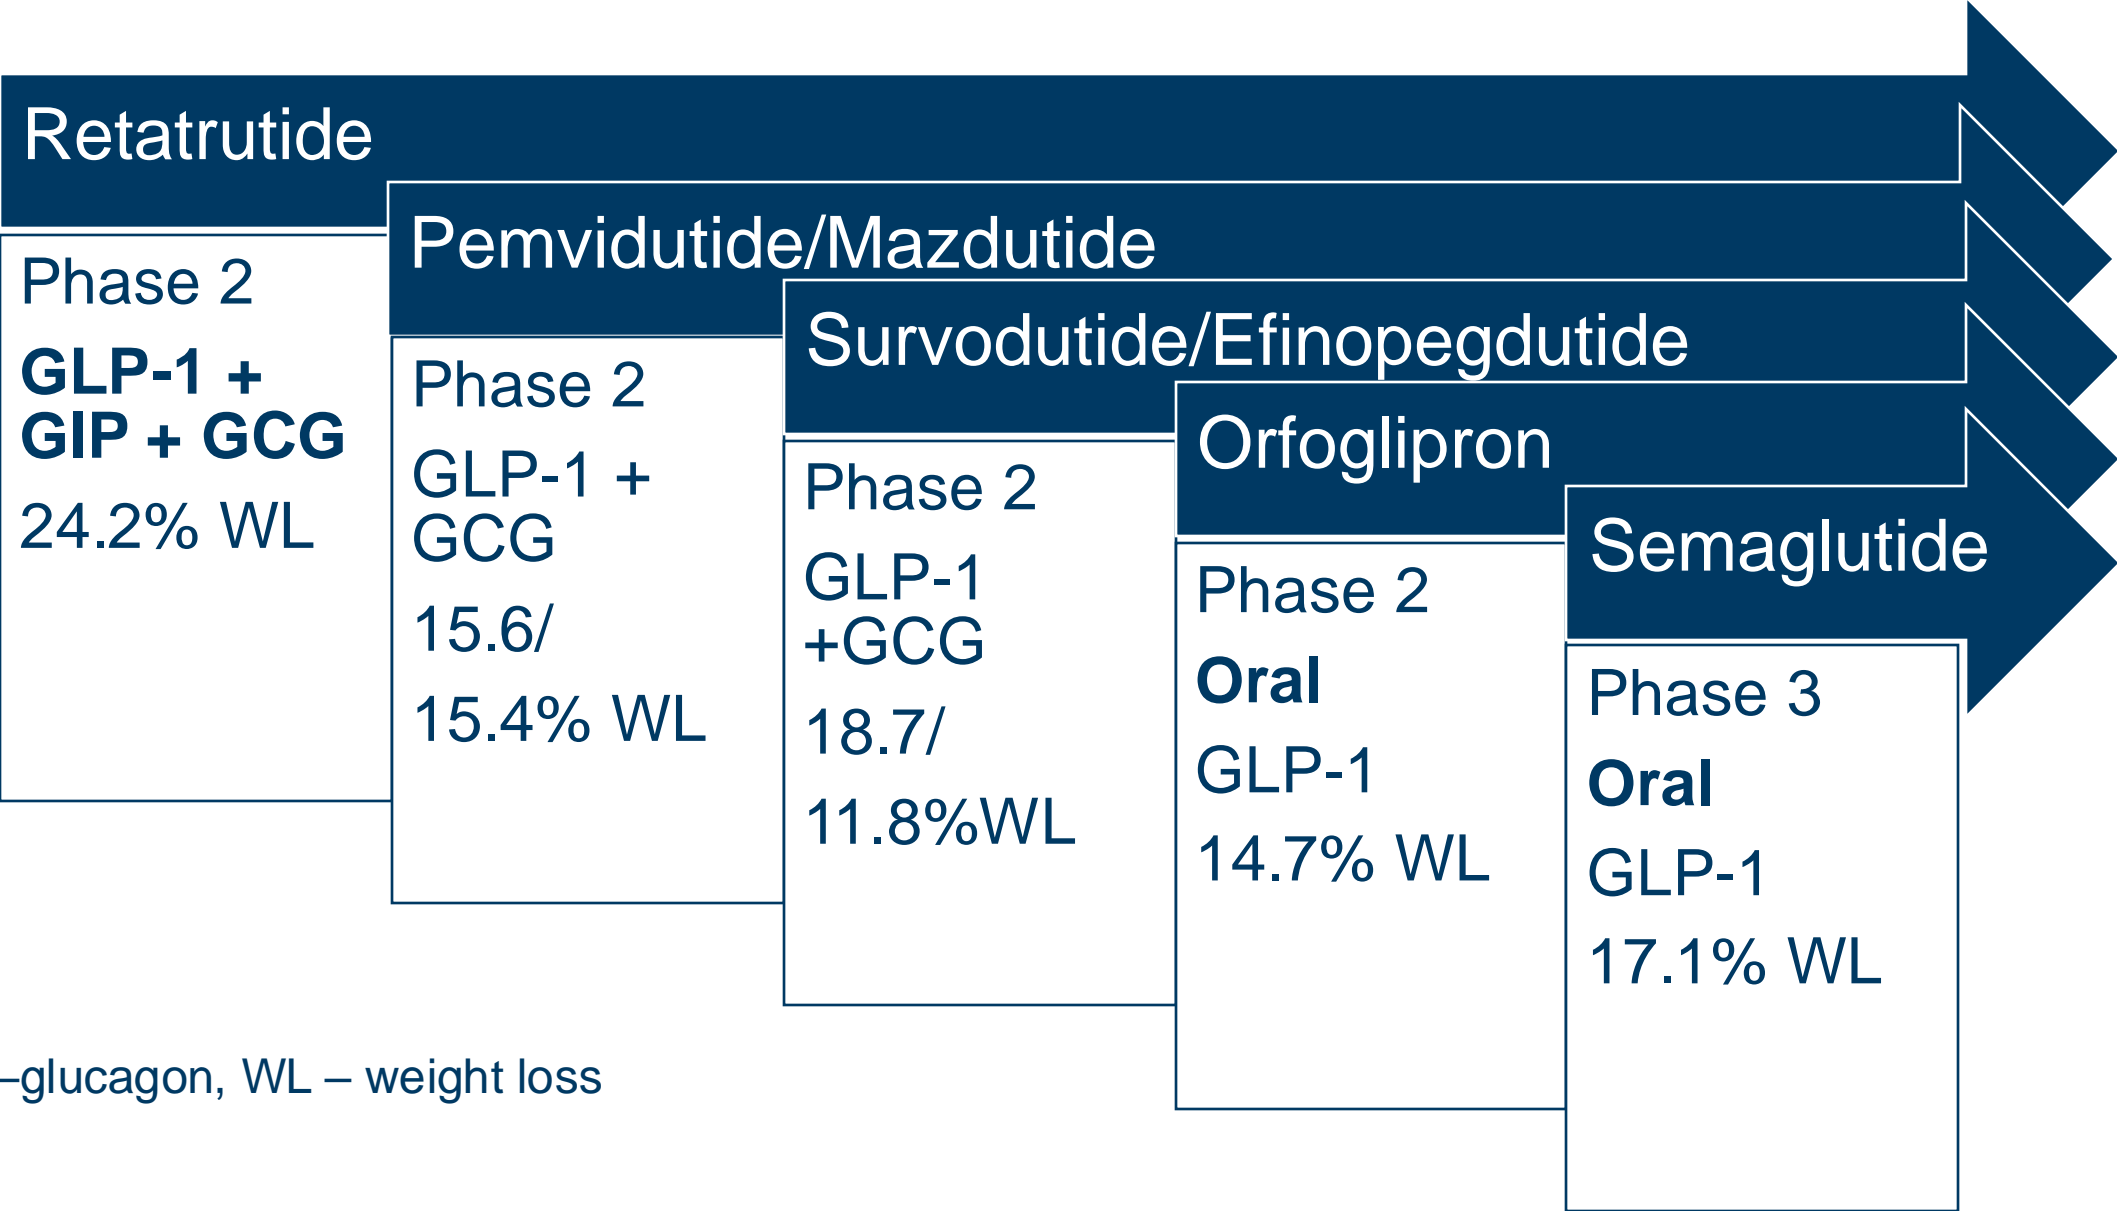 Retatrutide
Phase 2
GLP-1 +
GIP + GCG
24.2% WL
Pemvidutide/Mazdutide
Phase 2
GLP-1 +
GCG
15.6/
15.4% WL
Survodutide/Efinopegdutide
Phase 2
GLP-1
+GCG
18.7/
11.8%WL
Orfoglipron
Phase 2
Oral
GLP-1
14.7% WL
Semaglutide
Phase 3
Oral
GLP-1
17.1% WL
–glucagon, WL – weight loss